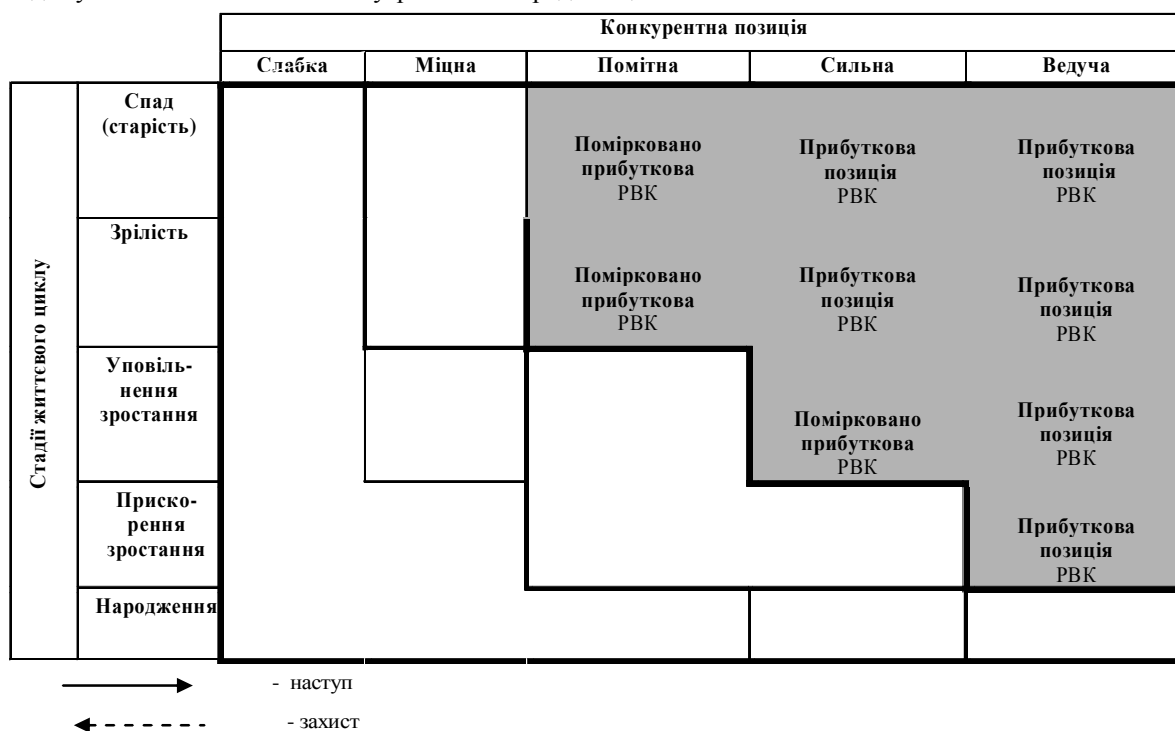 Конкурентна позиція
Слабка Міцна Помітна Сильна Ведуча
Стадії життєвого циклу
Спад
(старість)
Помірковано
прибуткова
РВК
Прибуткова
позиція
РВК
Прибуткова
позиція
РВК
Зрілість
Помірковано
прибуткова
РВК
Прибуткова
позиція
РВК
Прибуткова
позиція
РВК
Уповіль-
нення
зростання
Помірковано
прибуткова
РВК
Прибуткова
позиція
РВК
Приско-
рення
зростання
Прибуткова
позиція
РВК
Народження
- наступ
- захист